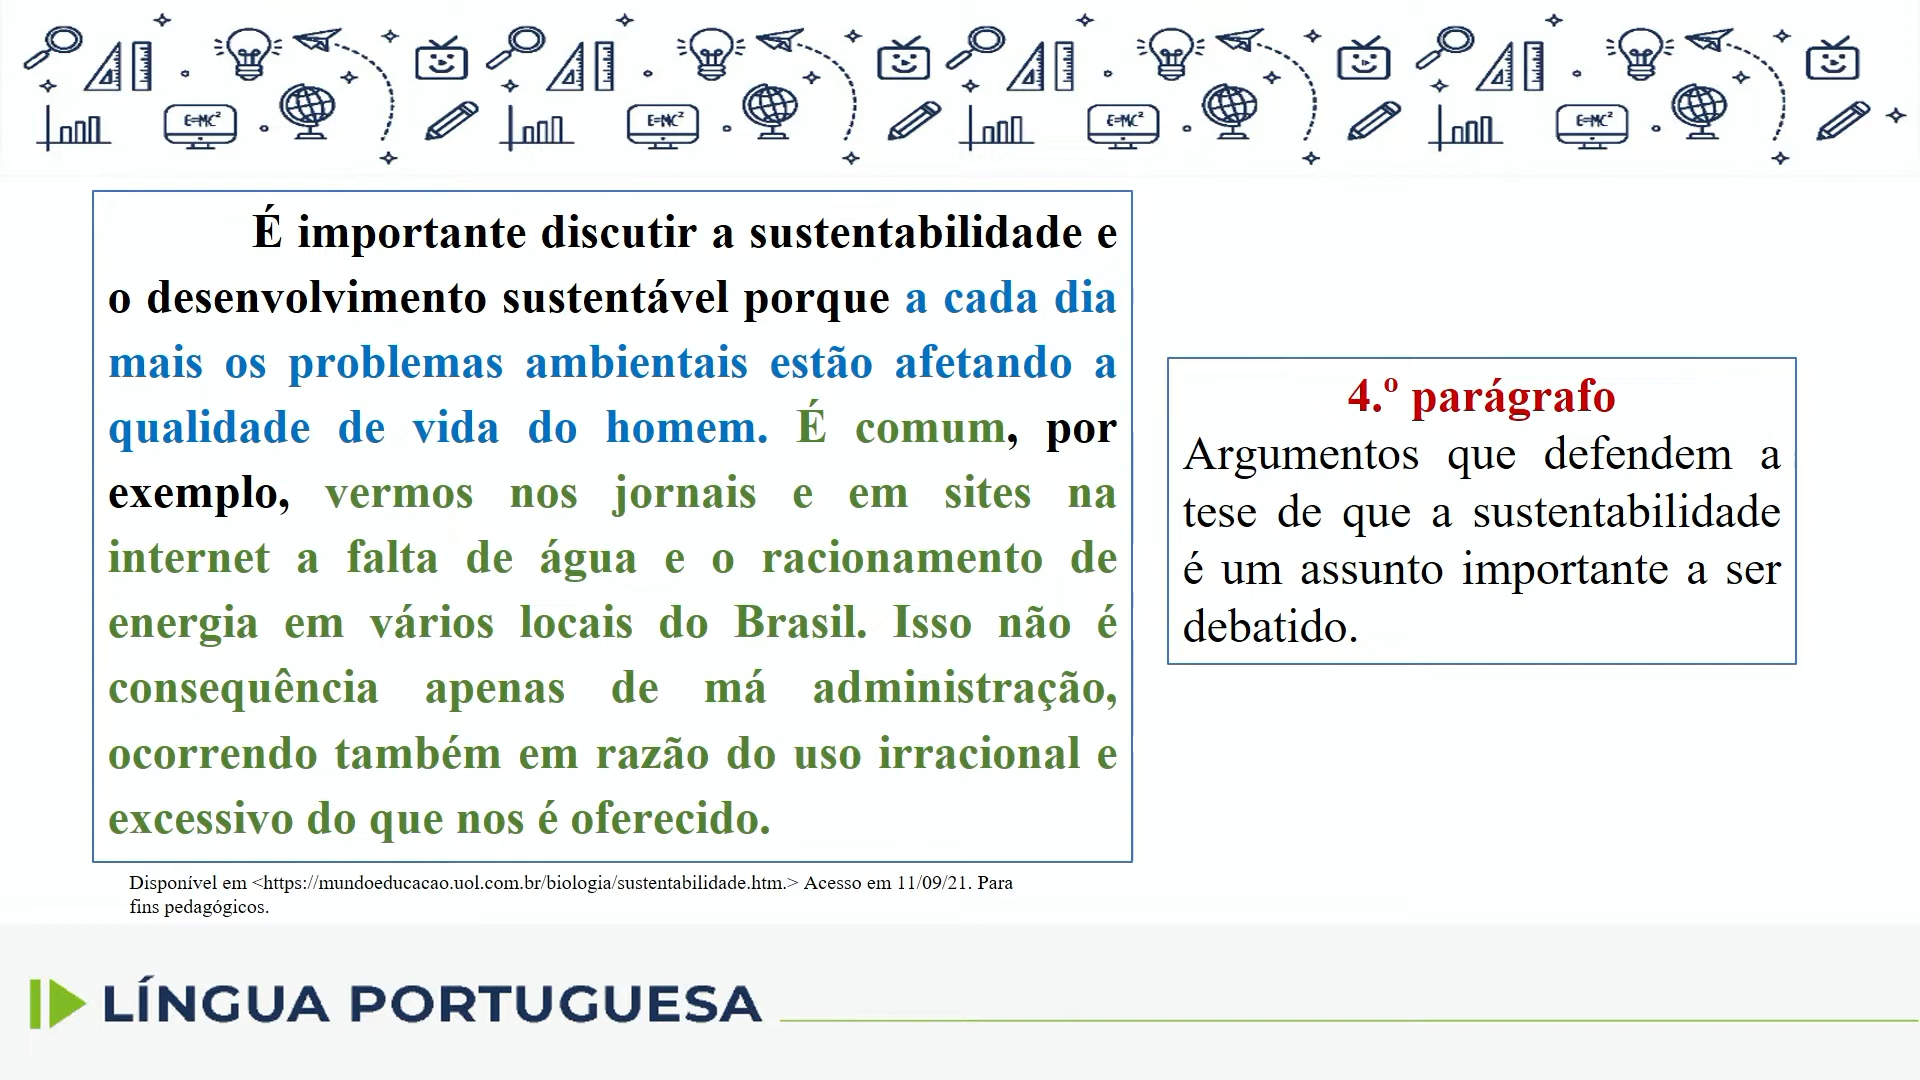 E=MC²
E=MC²
E=MC²
E=MC²
É importante discutir a sustentabilidade e
o desenvolvimento sustentável porque a cada dia
mais os problemas ambientais estão afetando a
qualidade de vida do homem. É comum, por
exemplo, vermos nos jornais e em sites na
internet a falta de água e o racionamento de
energia em vários locais do Brasil. Isso não é
consequência apenas de má administração,
ocorrendo também em razão do uso irracional e
excessivo do que nos é oferecido.
Disponível em <https://mundoeducacao.uol.com.br/biologia/sustentabilidade.htm.> Acesso em 11/09/21. Para
fins pedagógicos.
4.º parágrafo
Argumentos que defendem a
tese de que a sustentabilidade
é um assunto importante a ser
debatido.
LÍNGUA PORTUGUESA